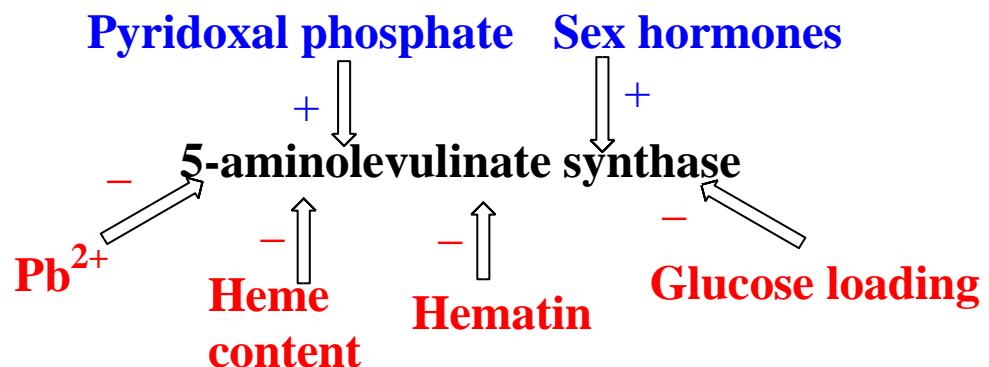 Pyridoxal phosphate Sex hormones
+ +
5-aminolevulinate synthase
– – – –
Pb²⁺
Heme
content
Hematin
Glucose loading